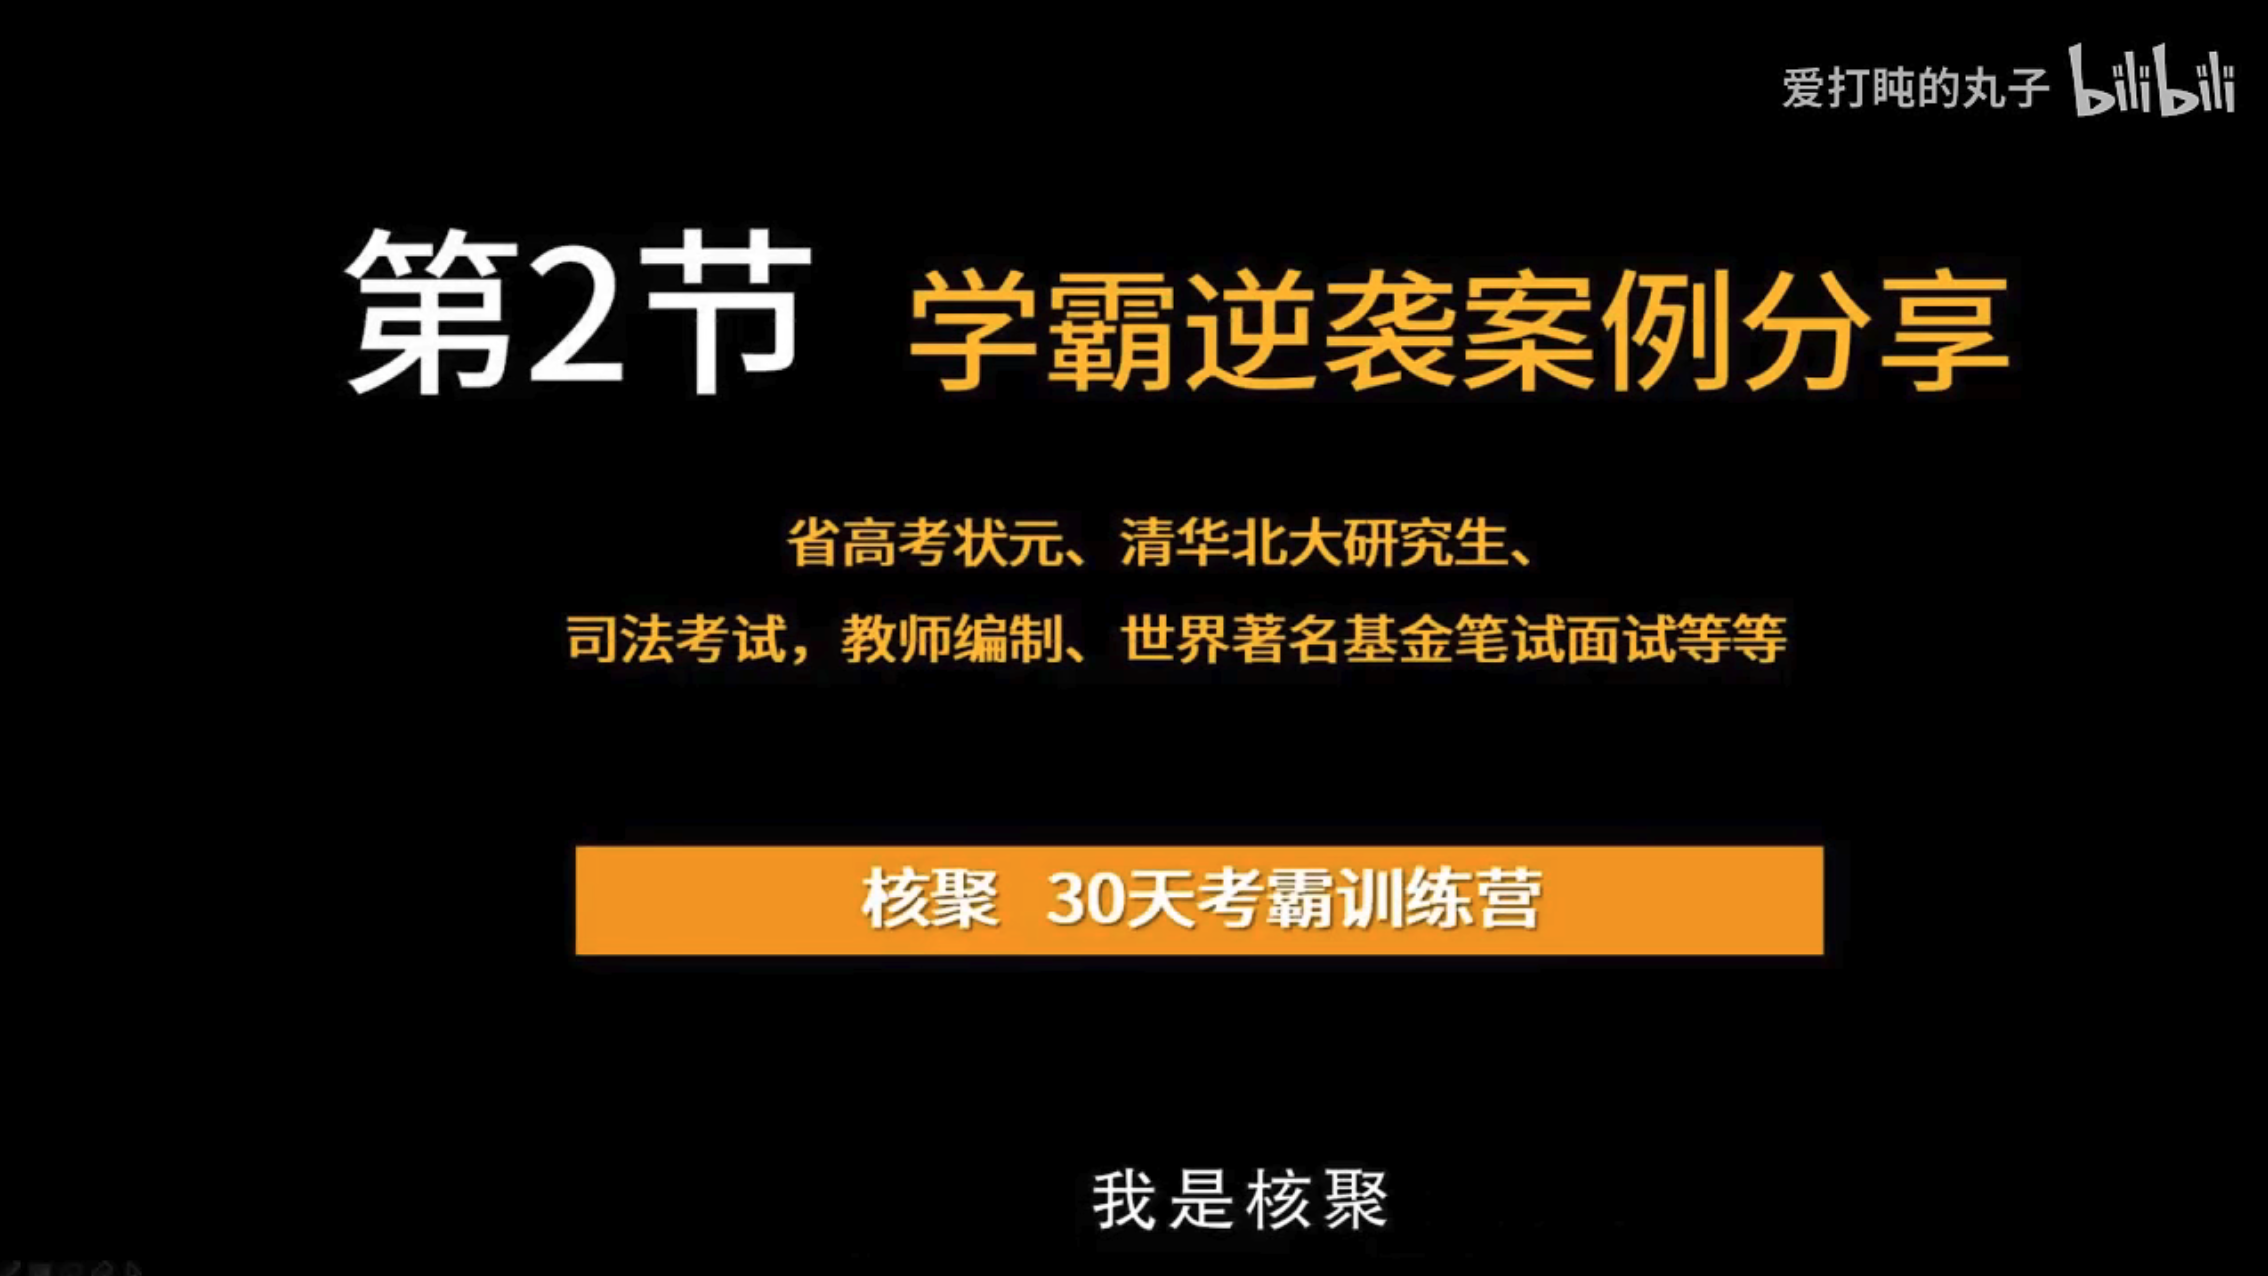 爱打盹的丸子 bilibili
第2节 学霸逆袭案例分享
省高考状元、清华北大研究生、
司法考试，教师编制、世界著名基金笔试面试等等
核聚 30天考霸训练营
我是核聚